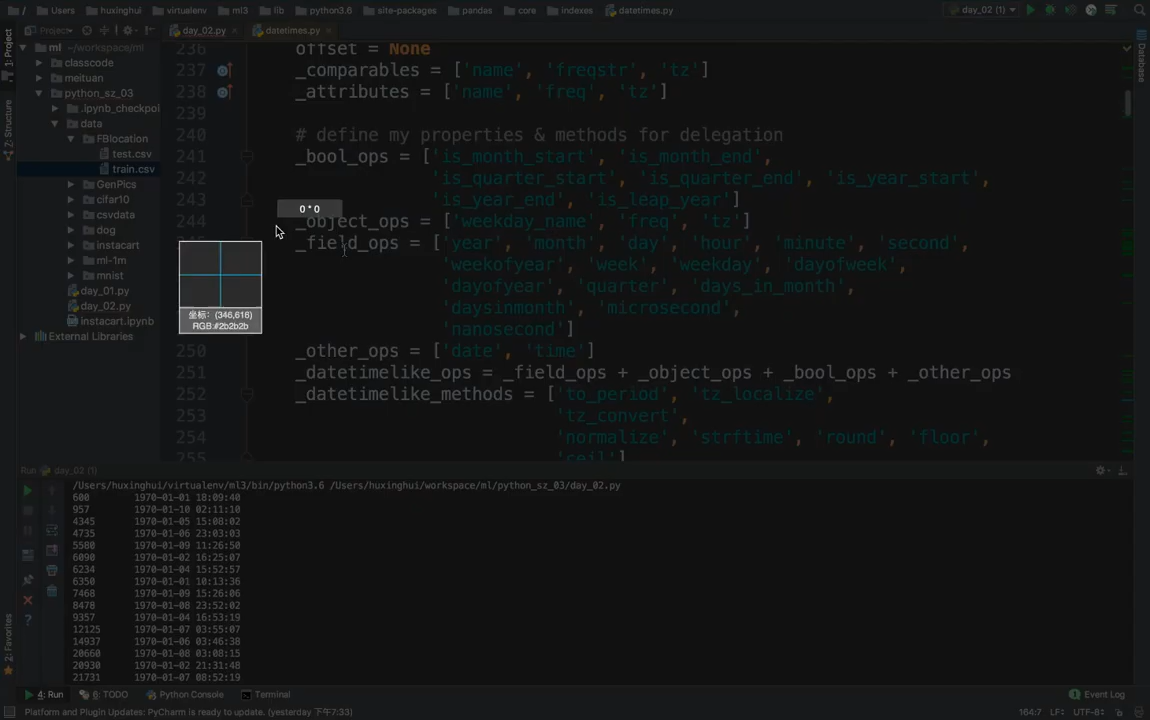 / Users huxinghui virtualenv ml3 lib python3.6 site-packages pandas core indexes datetimes.py day_02 (1)
1: Project
Project
day_02.py × datetimes.py ×
Database
7: Structure
2: Favorites
ml ~/workspace/ml
classcode
meituan
python_sz_03
.ipynb_checkpoi
data
FBlocation
test.csv
train.csv
GenPics
cifar10
csvdata
dog
instacart
ml-1m
mnist
day_01.py
day_02.py
instacart.ipynb
External Libraries
236 offset = None
237 _comparables = ['name', 'freqstr', 'tz']
238 _attributes = ['name', 'freq', 'tz']
239
240 # define my properties & methods for delegation
241 _bool_ops = ['is_month_start', 'is_month_end',
242 'is_quarter_start', 'is_quarter_end', 'is_year_start',
243 'is_year_end', 'is_leap_year']
244 _object_ops = ['weekday_name', 'freq', 'tz']
_field_ops = ['year', 'month', 'day', 'hour', 'minute', 'second',
'weekofyear', 'week', 'weekday', 'dayofweek',
'dayofyear', 'quarter', 'days_in_month',
'daysinmonth', 'microsecond',
'nanosecond']
250 _other_ops = ['date', 'time']
251 _datetimelike_ops = _field_ops + _object_ops + _bool_ops + _other_ops
252 _datetimelike_methods = ['to_period', 'tz_localize',
253 'tz_convert',
254 'normalize', 'strftime', 'round', 'floor',
255 'ceil']
0 * 0
坐标: (346,616)
RGB:#2b2b2b
Run day_02 (1)
/Users/huxinghui/virtualenv/ml3/bin/python3.6 /Users/huxinghui/workspace/ml/python_sz_03/day_02.py
600 1970-01-01 18:09:40
957 1970-01-10 02:11:10
4345 1970-01-05 15:08:02
4735 1970-01-06 23:03:03
5580 1970-01-09 11:26:50
6090 1970-01-02 16:25:07
6234 1970-01-04 15:52:57
6350 1970-01-01 10:13:36
7468 1970-01-09 15:26:06
8478 1970-01-08 23:52:02
9357 1970-01-04 16:53:19
12125 1970-01-07 03:55:07
14937 1970-01-06 03:46:38
20660 1970-01-08 03:08:15
20930 1970-01-02 21:31:48
21731 1970-01-07 08:52:19
4: Run 6: TODO Python Console Terminal Event Log
Platform and Plugin Updates: PyCharm is ready to update. (yesterday 下午7:33) 164:7 LF÷ UTF-8÷